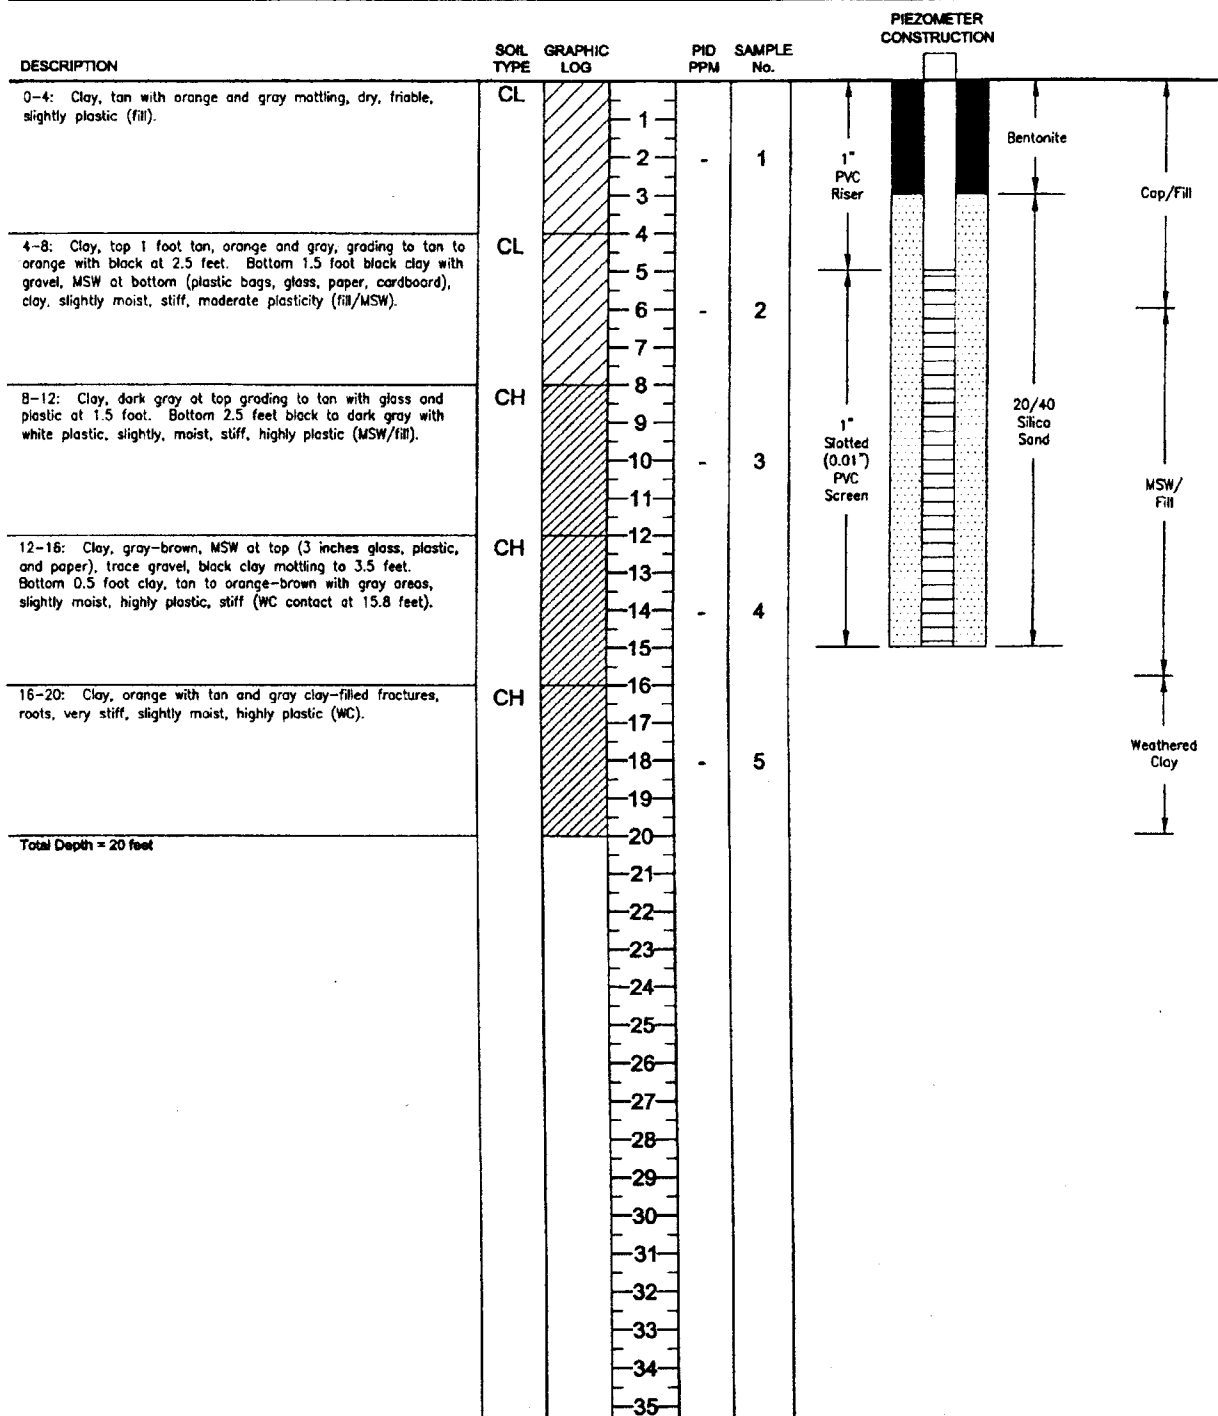 PIEZOMETER
CONSTRUCTION
DESCRIPTION
SOIL
TYPE
GRAPHIC
LOG
PID
PPM
SAMPLE
No.
0-4: Clay, tan with orange and gray mottling, dry, friable,
slightly plastic (fill).
CL
4-8: Clay, top 1 foot tan, orange and gray, grading to tan to
orange with black at 2.5 feet. Bottom 1.5 foot black clay with
gravel, MSW at bottom (plastic bags, glass, paper, cardboard),
clay, slightly moist, stiff, moderate plasticity (fill/MSW).
CL
8-12: Clay, dark gray at top grading to tan with glass and
plastic at 1.5 foot. Bottom 2.5 feet black to dark gray with
white plastic, slightly, moist, stiff, highly plastic (MSW/fill).
CH
12-16: Clay, gray-brown, MSW at top (3 inches glass, plastic,
and paper), trace gravel, black clay mottling to 3.5 feet.
Bottom 0.5 foot clay, tan to orange-brown with gray areas,
slightly moist, highly plastic, stiff (WC contact at 15.8 feet).
CH
16-20: Clay, orange with tan and gray clay-filled fractures,
roots, very stiff, slightly moist, highly plastic (WC).
CH
Total Depth = 20 feet
1
2
3
4
5
6
7
8
9
10
11
12
13
14
15
16
17
18
19
20
21
22
23
24
25
26
27
28
29
30
31
32
33
34
35
- 1
- 2
- 3
- 4
- 5
1"
PVC
Riser
1"
Slotted
(0.01")
PVC
Screen
Bentonite
20/40
Silica
Sand
Cap/Fill
MSW/
Fill
Weathered
Clay